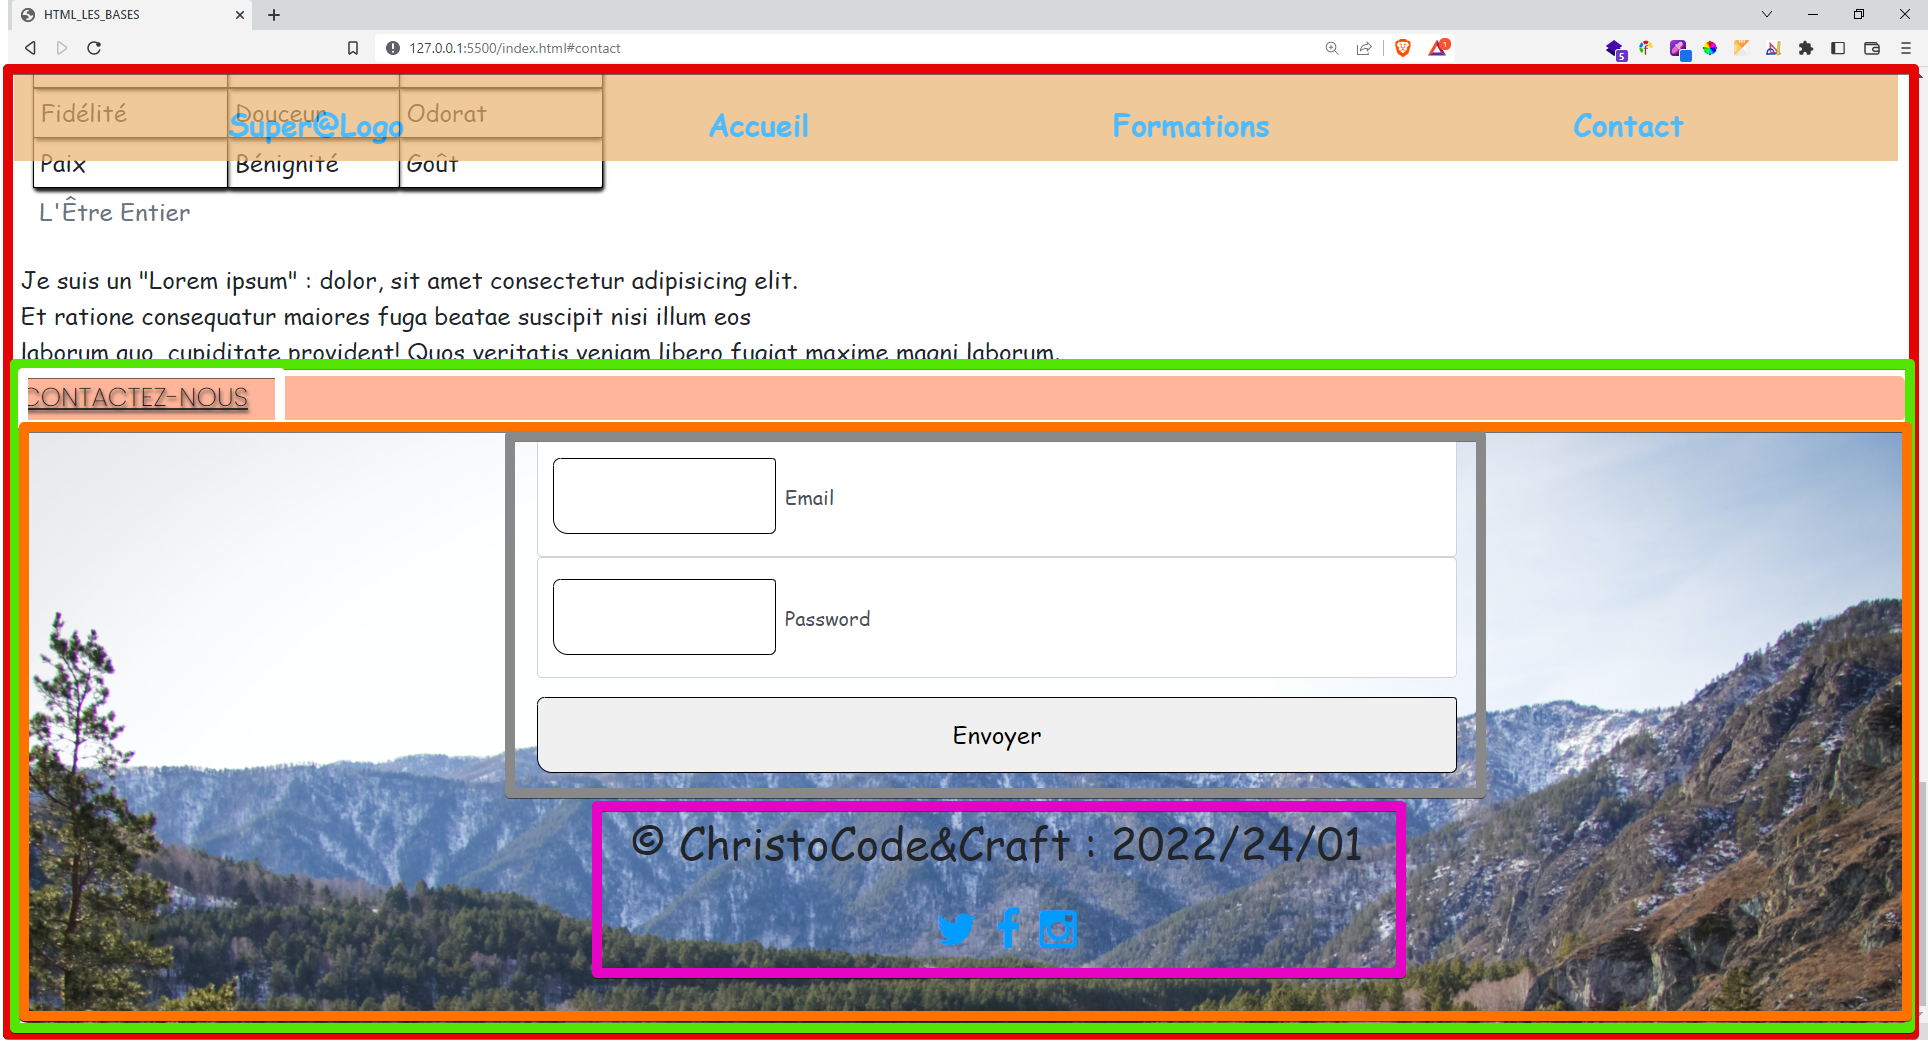 HTML_LES_BASES
127.0.0.1:5500/index.html#contact
1
5
Fidélité Douceur Odorat
Super@Logo Accueil Formations Contact
Paix Bénignité Goût
L'Être Entier
Je suis un "Lorem ipsum" : dolor, sit amet consectetur adipisicing elit.
Et ratione consequatur maiores fuga beatae suscipit nisi illum eos
laborum quo, cupiditate provident! Quos veritatis veniam libero fugiat maxime magni laborum.
CONTACTEZ-NOUS
Email
Password
Envoyer
© ChristoCode&Craft : 2022/24/01